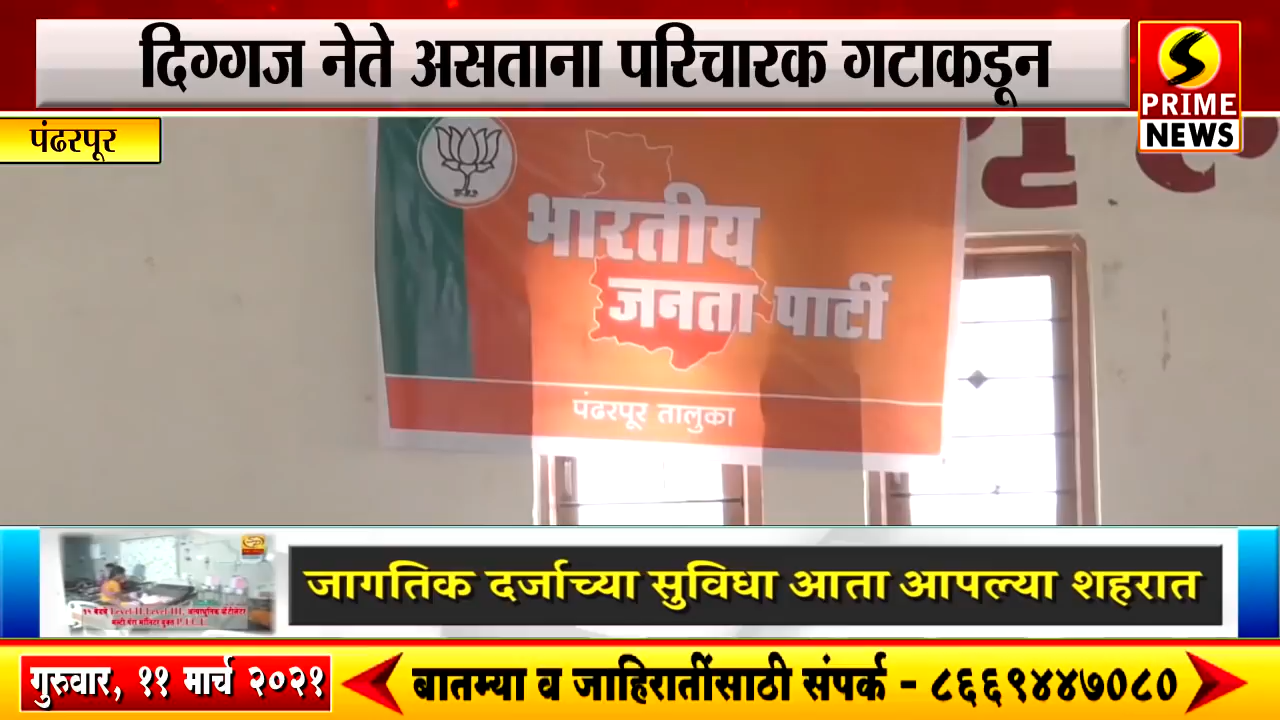 दिग्गज नेते असताना परिचारक गटाकडून
S
PRIME
NEWS
पंढरपूर
भारतीय
जनता पार्टी
पंढरपूर तालुका
जागतिक दर्जाच्या सुविधा आता आपल्या शहरात
गुरुवार, ११ मार्च २०२१
बातम्या व जाहिरातींसाठी संपर्क - ८६६९४४७०८०